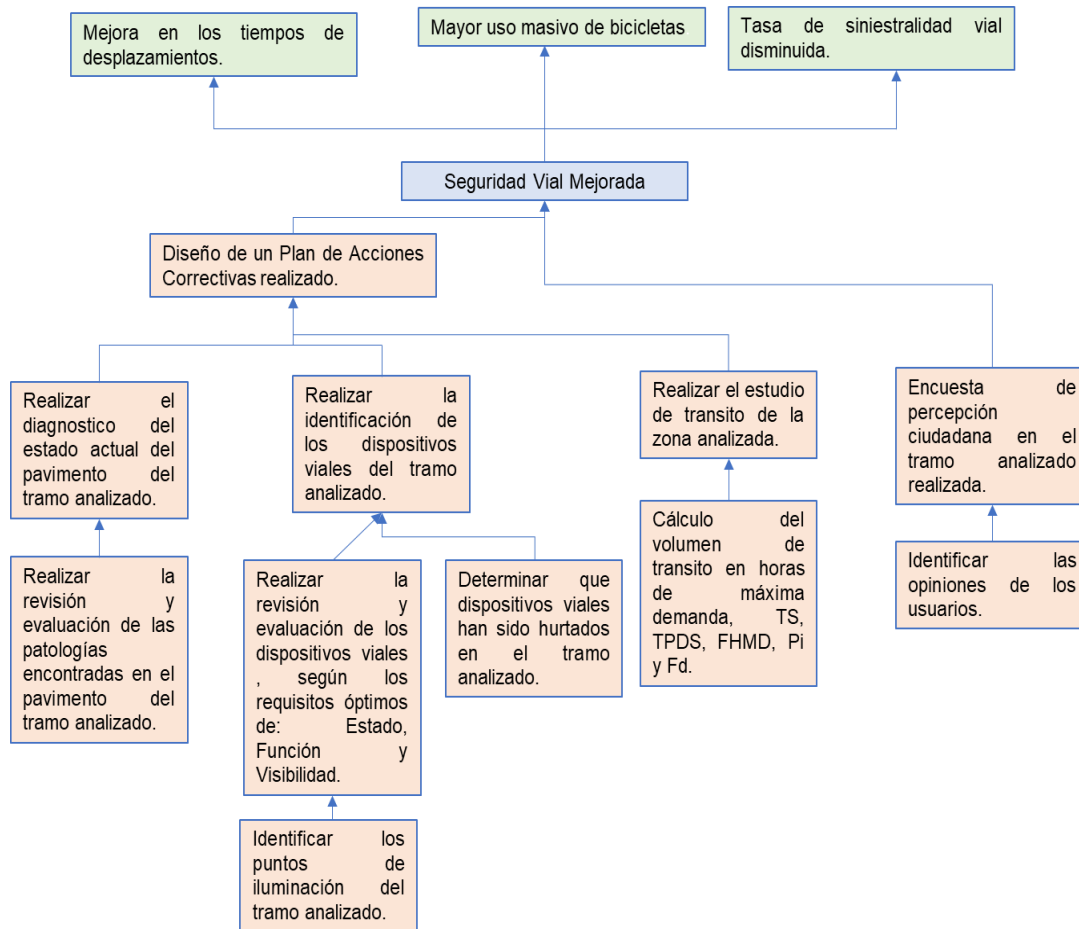 Mejora en los tiempos de
desplazamientos.
Mayor uso masivo de bicicletas
Tasa de siniestralidad vial
disminuida.
Seguridad Vial Mejorada
Diseño de un Plan de Acciones
Correctivas realizado.
Realizar el
diagnostico del
estado actual del
pavimento del
tramo analizado.
Realizar la
identificación de
los dispositivos
viales del tramo
analizado.
Realizar el estudio
de transito de la
zona analizada.
Encuesta de
percepción
ciudadana en el
tramo analizado
realizada.
Realizar la
revisión y
evaluación de las
patologías
encontradas en el
pavimento del
tramo analizado.
Realizar la
revisión y
evaluación de los
dispositivos viales
, según los
requisitos óptimos
de: Estado,
Función y
Visibilidad.
Determinar que
dispositivos viales
han sido hurtados
en el tramo
analizado.
Cálculo del
volumen de
transito en horas
de máxima
demanda, TS,
TPDS, FHMD, Pi
y Fd.
Identificar las
opiniones de los
usuarios.
Identificar los
puntos de
iluminación del
tramo analizado.